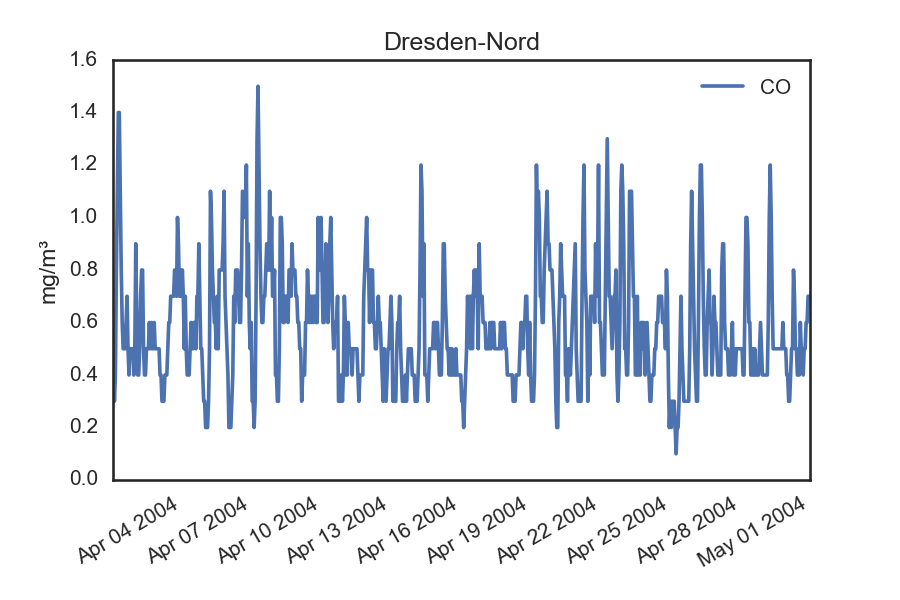 Dresden-Nord
CO
mg/m³
1.6
1.4
1.2
1.0
0.8
0.6
0.4
0.2
0.0
Apr 04 2004
Apr 07 2004
Apr 10 2004
Apr 13 2004
Apr 16 2004
Apr 19 2004
Apr 22 2004
Apr 25 2004
Apr 28 2004
May 01 2004